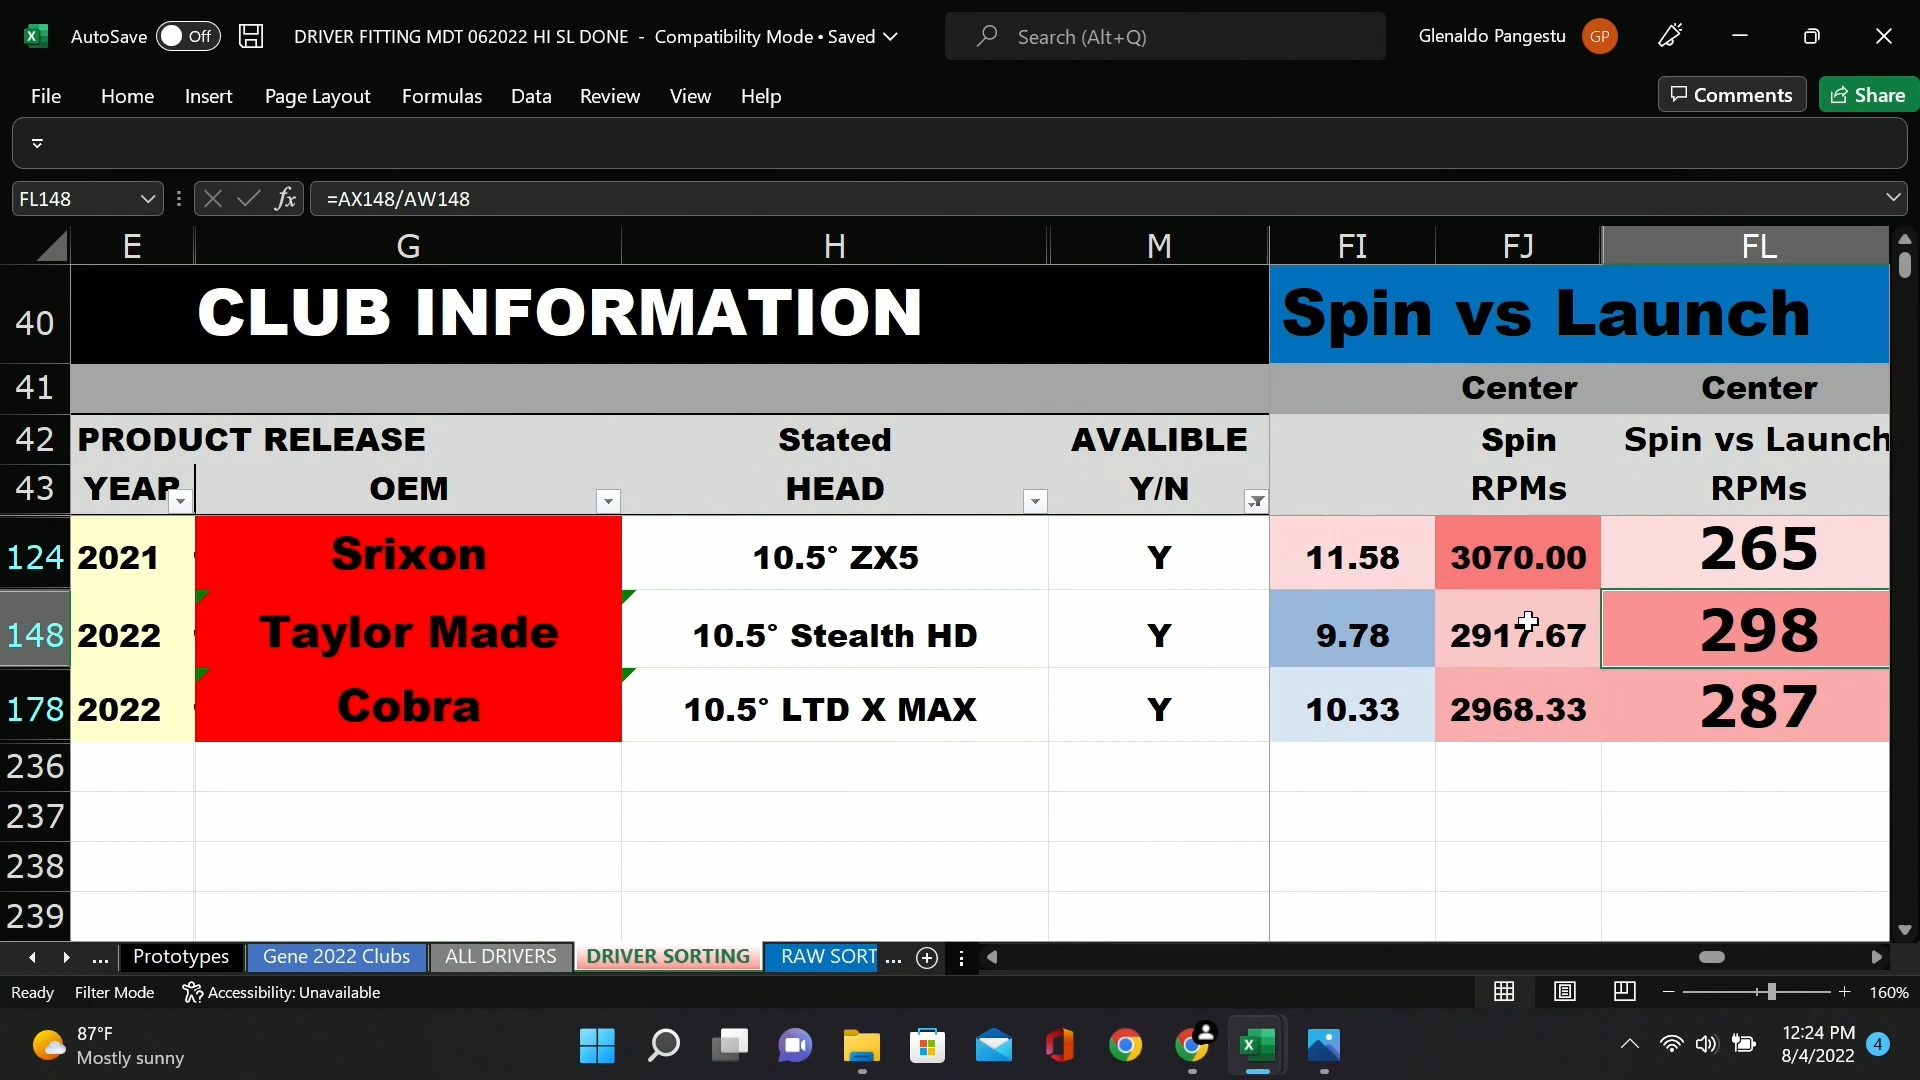 AutoSave Off DRIVER FITTING MDT 062022 HI SL DONE - Compatibility Mode • Saved Search (Alt+Q) Glenaldo Pangestu GP
File Home Insert Page Layout Formulas Data Review View Help Comments Share
FL148 fx =AX148/AW148
E G H M FI FJ FL
40 CLUB INFORMATION Spin vs Launch
41 Center Center
42 PRODUCT RELEASE Stated AVALIBLE Spin Spin vs Launch
43 YEAR OEM HEAD Y/N RPMs RPMs
124 2021 Srixon 10.5° ZX5 Y 11.58 3070.00 265
148 2022 Taylor Made 10.5° Stealth HD Y 9.78 2917.67 298
178 2022 Cobra 10.5° LTD X MAX Y 10.33 2968.33 287
236
237
238
239
... Prototypes Gene 2022 Clubs ALL DRIVERS DRIVER SORTING RAW SORT ...
Ready Filter Mode Accessibility: Unavailable 160%
87°F
Mostly sunny
12:24 PM
8/4/2022 4